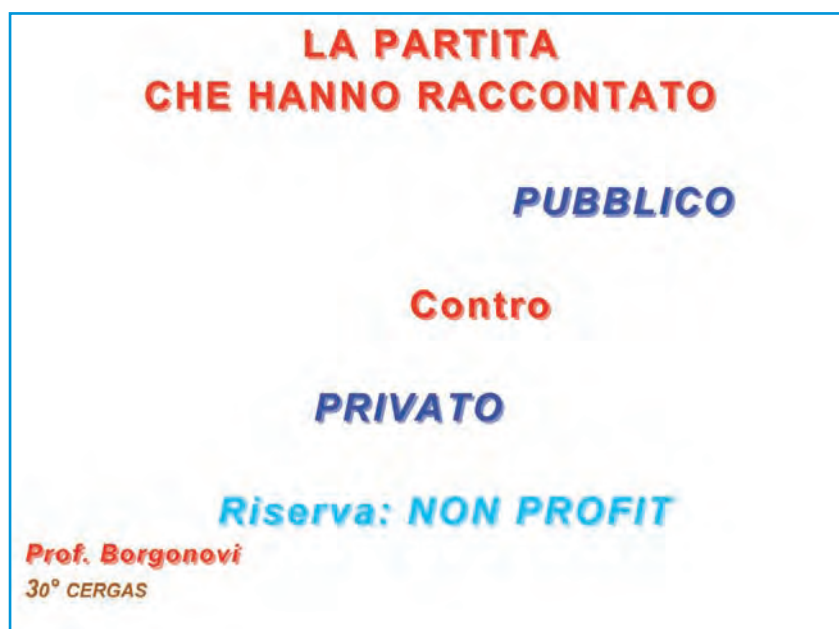 LA PARTITA
CHE HANNO RACCONTATO
PUBBLICO
Contro
PRIVATO
Riserva: NON PROFIT
Prof. Borgonovi
30° CERGAS